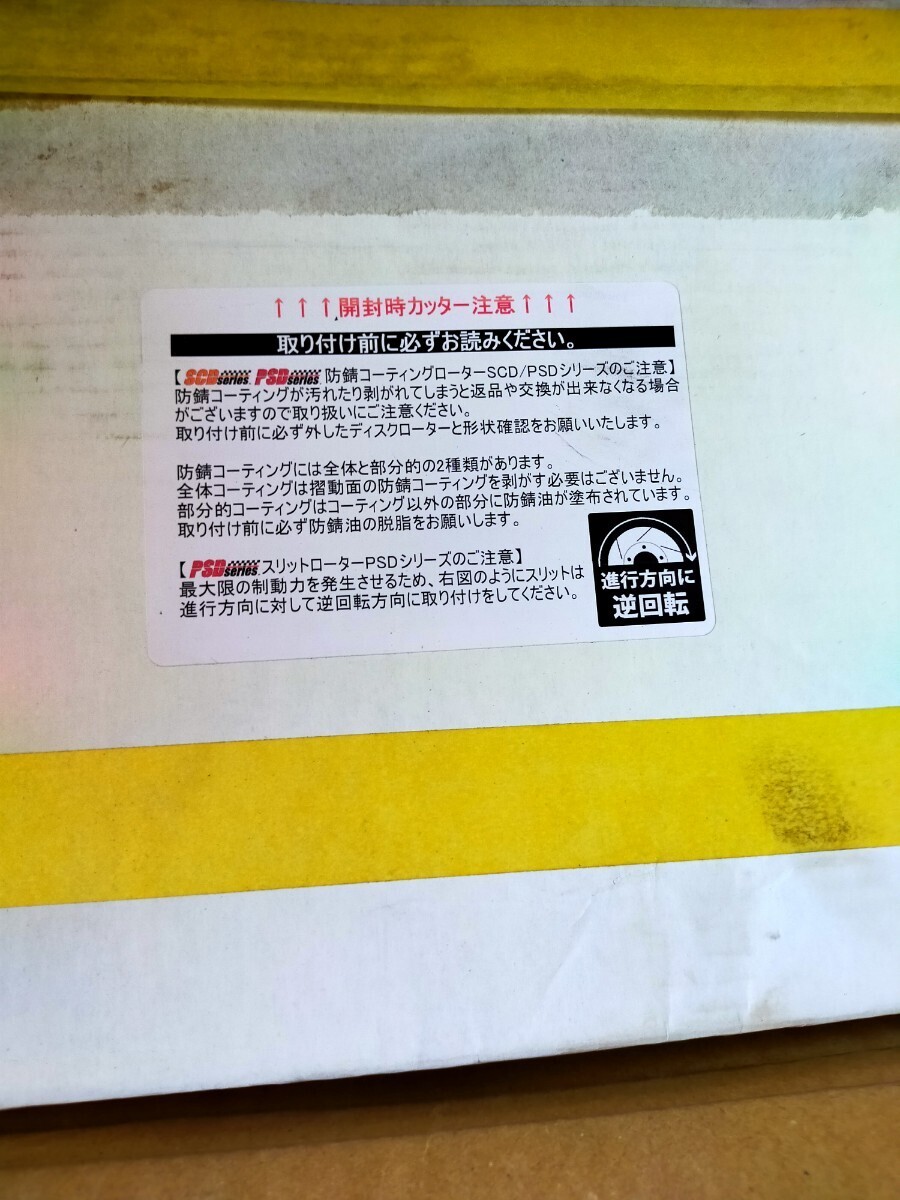 ↑↑↑開封時カッター注意↑↑↑
取り付け前に必ずお読みください。
【SCDseries. PSDseries. 防錆コーティングローターSCD/PSDシリーズのご注意】
防錆コーティングが汚れたり剥がれてしまうと返品や交換が出来なくなる場合
がございますので取り扱いにご注意ください。
取り付け前に必ず外したディスクローターと形状確認をお願いいたします。
防錆コーティングには全体と部分的の2種類があります。
全体コーティングは摺動面の防錆コーティングを剥がす必要はございません。
部分的コーティングはコーティング以外の部分に防錆油が塗布されています。
取り付け前に必ず防錆油の脱脂をお願いします。
【PSDseries.スリットローターPSDシリーズのご注意】
最大限の制動力を発生させるため、右図のようにスリットは
進行方向に対して逆回転方向に取り付けをしてください。
進行方向に
逆回転